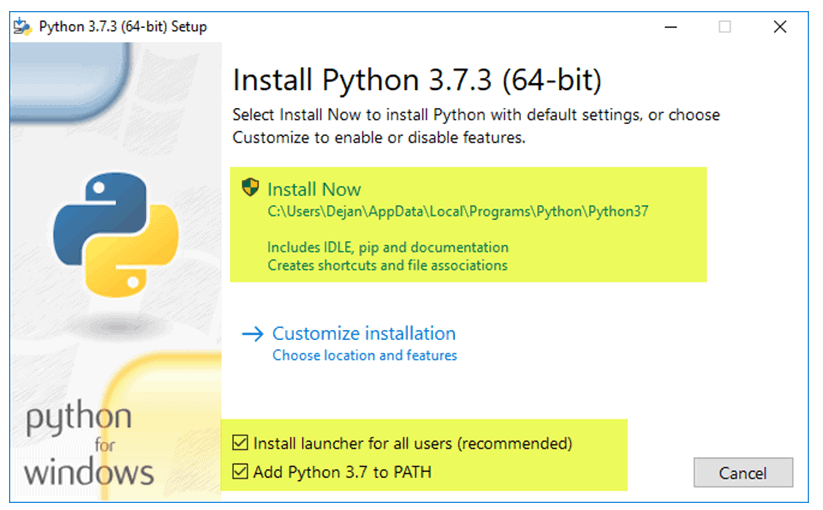 Python 3.7.3 (64-bit) Setup
Install Python 3.7.3 (64-bit)
Select Install Now to install Python with default settings, or choose
Customize to enable or disable features.
Install Now
C:\Users\Dejan\AppData\Local\Programs\Python\Python37
Includes IDLE, pip and documentation
Creates shortcuts and file associations
Customize installation
Choose location and features
python
for
windows
Install launcher for all users (recommended)
Add Python 3.7 to PATH
Cancel